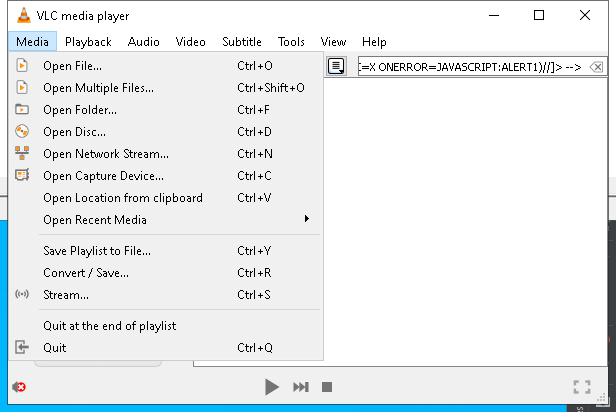 VLC media player
Media Playback Audio Video Subtitle Tools View Help
Open File... Ctrl+O
:=X ONERROR=JAVASCRIPT:ALERT1)//]> -->
Open Multiple Files... Ctrl+Shift+O
Open Folder... Ctrl+F
Open Disc... Ctrl+D
Open Network Stream... Ctrl+N
Open Capture Device... Ctrl+C
Open Location from clipboard Ctrl+V
Open Recent Media
Save Playlist to File... Ctrl+Y
Convert / Save... Ctrl+R
Stream... Ctrl+S
Quit at the end of playlist
Quit Ctrl+Q